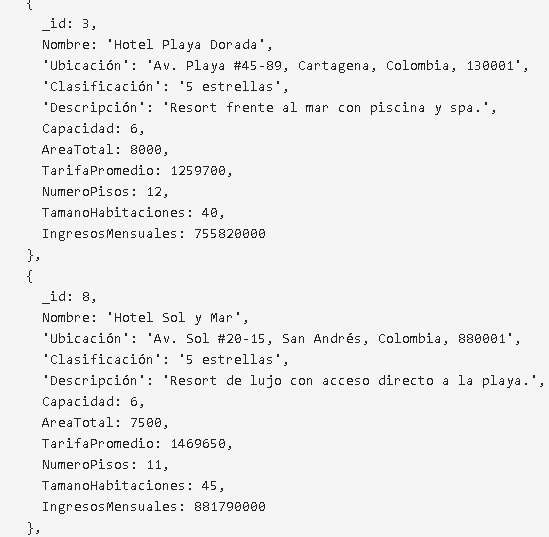 {
_id: 3,
Nombre: 'Hotel Playa Dorada',
'Ubicación': 'Av. Playa #45-89, Cartagena, Colombia, 130001',
'Clasificación': '5 estrellas',
'Descripción': 'Resort frente al mar con piscina y spa.',
Capacidad: 6,
AreaTotal: 8000,
TarifaPromedio: 1259700,
NumeroPisos: 12,
TamanoHabitaciones: 40,
IngresosMensuales: 755820000
},
{
_id: 8,
Nombre: 'Hotel Sol y Mar',
'Ubicación': 'Av. Sol #20-15, San Andrés, Colombia, 880001',
'Clasificación': '5 estrellas',
'Descripción': 'Resort de lujo con acceso directo a la playa.',
Capacidad: 6,
AreaTotal: 7500,
TarifaPromedio: 1469650,
NumeroPisos: 11,
TamanoHabitaciones: 45,
IngresosMensuales: 881790000
},